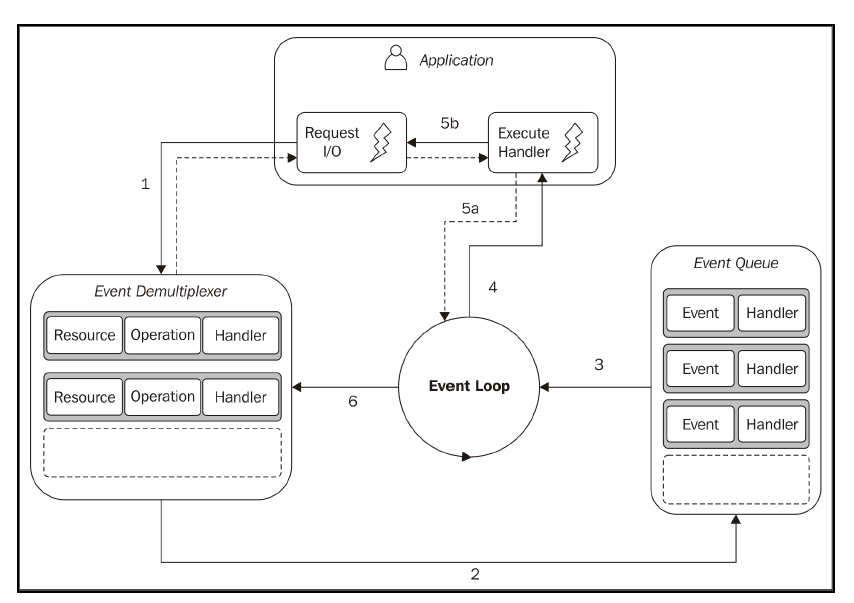 Application
Request
I/O
5b
Execute
Handler
1
5a
4
Event Demultiplexer
Resource Operation Handler
Resource Operation Handler
Event Loop
6
3
Event Queue
Event Handler
Event Handler
Event Handler
2